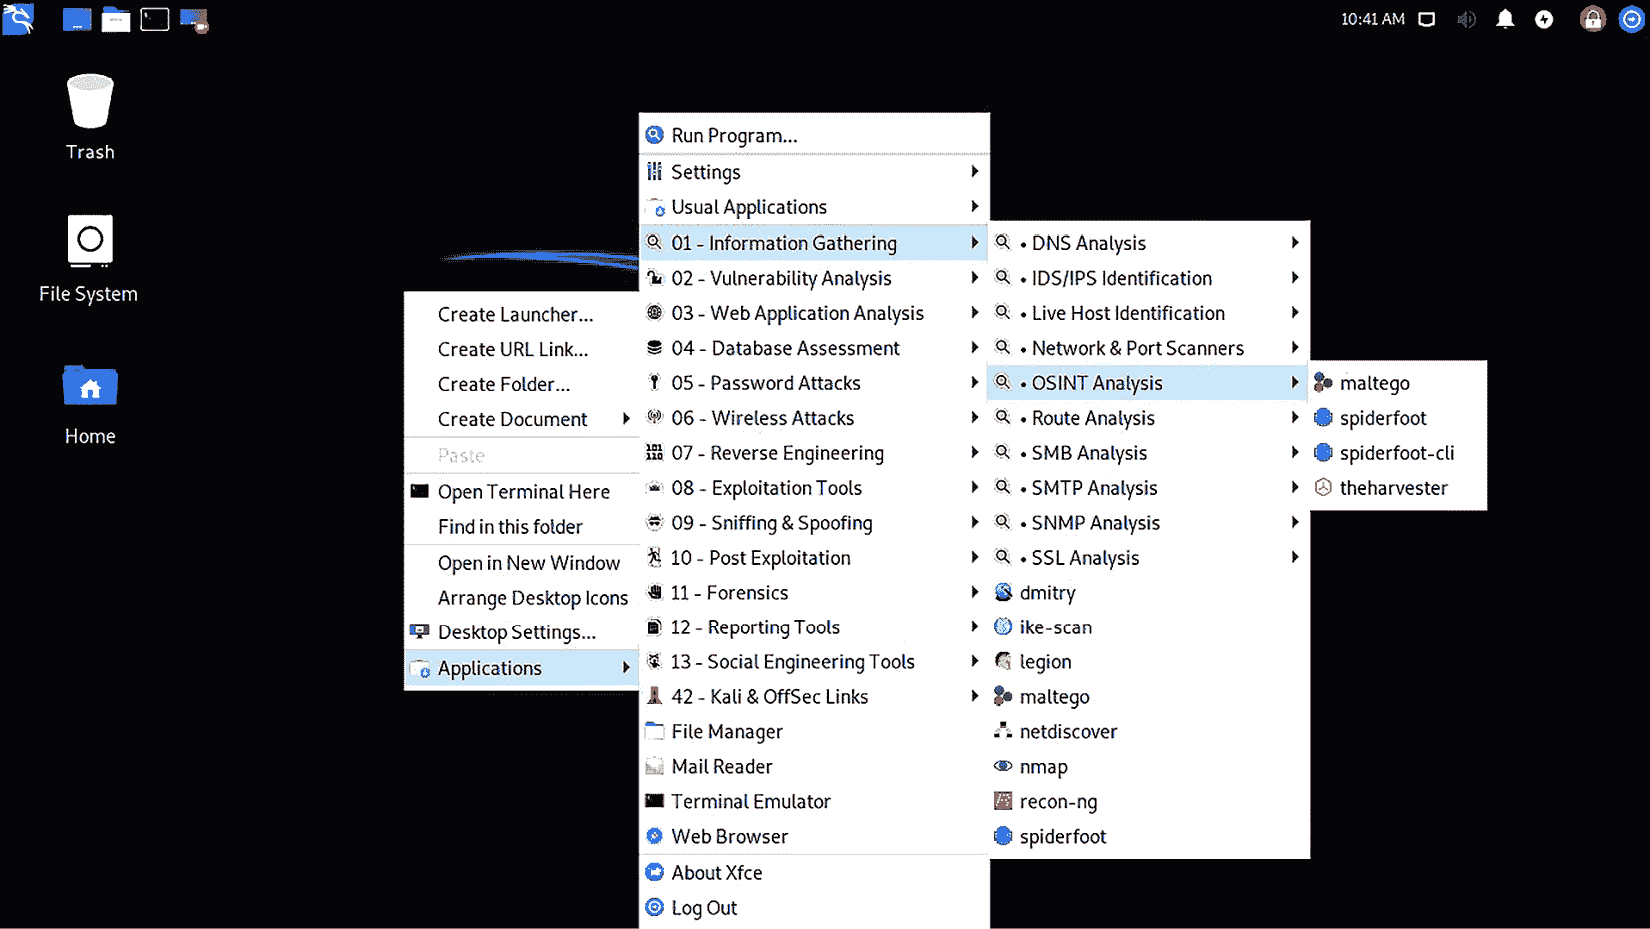 10:41 AM
Trash
File System
Home
Create Launcher...
Create URL Link...
Create Folder...
Create Document
Paste
Open Terminal Here
Find in this folder
Open in New Window
Arrange Desktop Icons
Desktop Settings...
Applications
Run Program...
Settings
Usual Applications
01 - Information Gathering
02 - Vulnerability Analysis
03 - Web Application Analysis
04 - Database Assessment
05 - Password Attacks
06 - Wireless Attacks
07 - Reverse Engineering
08 - Exploitation Tools
09 - Sniffing & Spoofing
10 - Post Exploitation
11 - Forensics
12 - Reporting Tools
13 - Social Engineering Tools
42 - Kali & OffSec Links
File Manager
Mail Reader
Terminal Emulator
Web Browser
About Xfce
Log Out
• DNS Analysis
• IDS/IPS Identification
• Live Host Identification
• Network & Port Scanners
• OSINT Analysis
• Route Analysis
• SMB Analysis
• SMTP Analysis
• SNMP Analysis
• SSL Analysis
dmitry
ike-scan
legion
maltego
netdiscover
nmap
recon-ng
spiderfoot
maltego
spiderfoot
spiderfoot-cli
theharvester